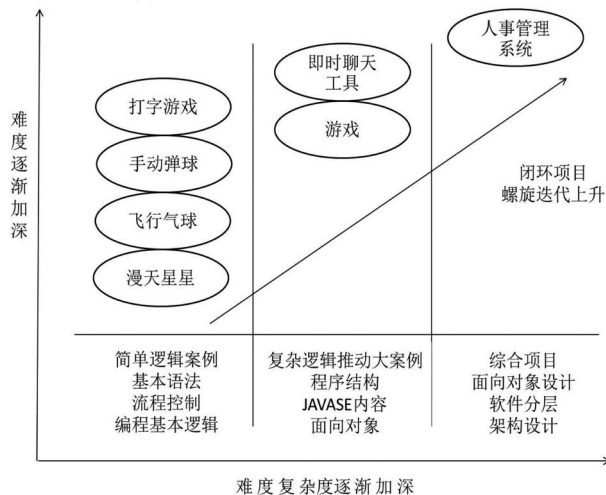 人事管理
系统
即时聊天
工具
打字游戏
游戏
手动弹球
飞行气球
漫天星星
难度逐渐加深
闭环项目
螺旋迭代上升
简单逻辑案例
基本语法
流程控制
编程基本逻辑
复杂逻辑推动大案例
程序结构
JAVASE内容
面向对象
综合项目
面向对象设计
软件分层
架构设计
难度复杂度逐渐加深